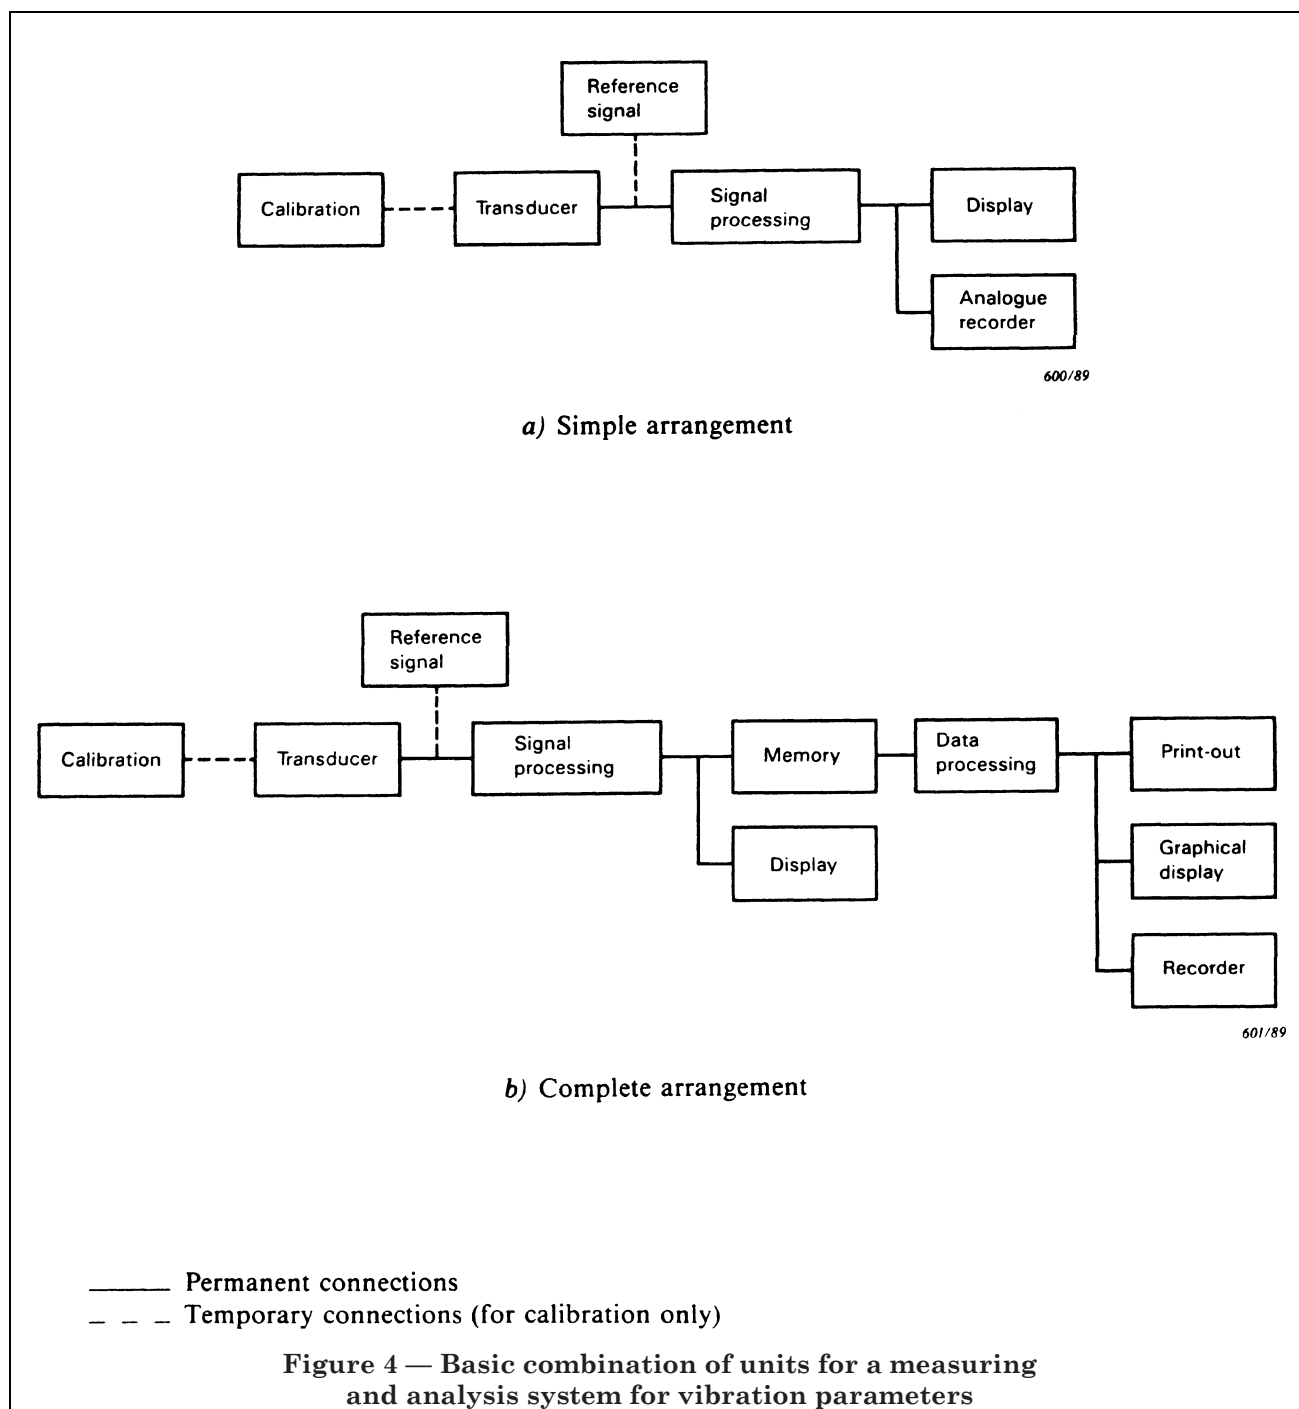 Reference
signal
Calibration
Transducer
Signal
processing
Display
Analogue
recorder
600/89
a) Simple arrangement
Reference
signal
Calibration
Transducer
Signal
processing
Memory
Data
processing
Print-out
Display
Graphical
display
Recorder
601/89
b) Complete arrangement
Permanent connections
Temporary connections (for calibration only)
Figure 4 — Basic combination of units for a measuring
and analysis system for vibration parameters